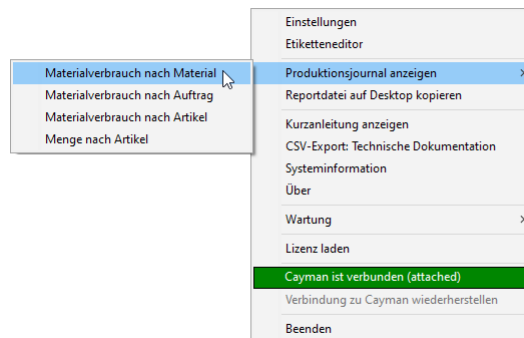 Einstellungen
Etiketteneditor
Produktionsjournal anzeigen
Materialverbrauch nach Material
Materialverbrauch nach Auftrag
Materialverbrauch nach Artikel
Menge nach Artikel
Reportdatei auf Desktop kopieren
Kurzanleitung anzeigen
CSV-Export: Technische Dokumentation
Systeminformation
Über
Wartung
Lizenz laden
Cayman ist verbunden (attached)
Verbindung zu Cayman wiederherstellen
Beenden